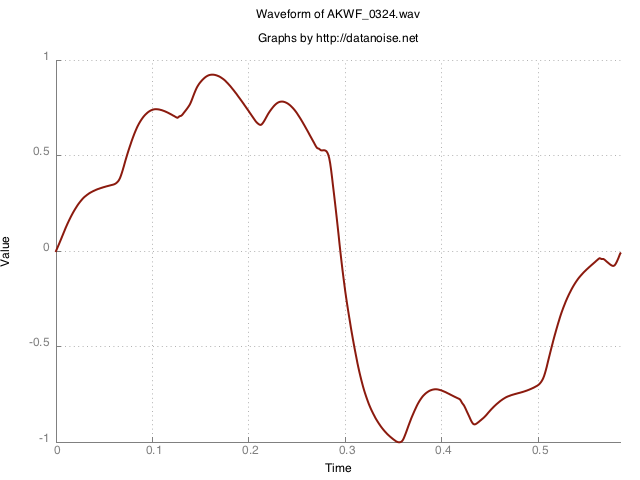 Waveform of AKWF_0324.wav
Graphs by http://datanoise.net
1
0.5
0
-0.5
-1
Value
0 0.1 0.2 0.3 0.4 0.5
Time